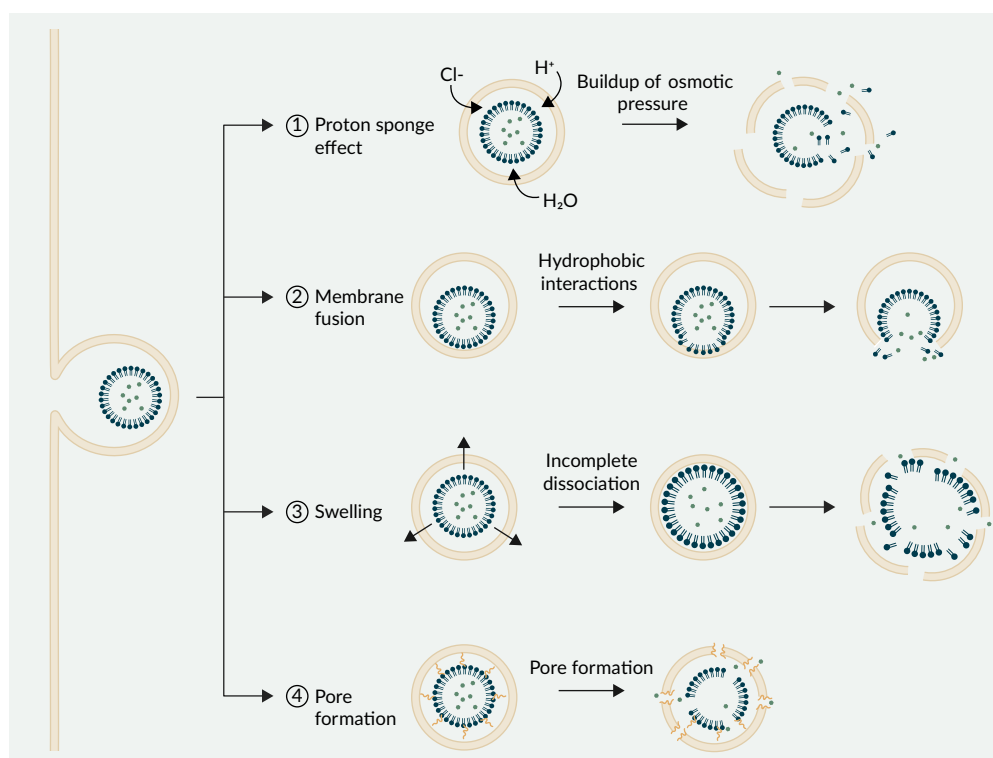 Cl-
H⁺
Buildup of osmotic
pressure
① Proton sponge
effect
H₂O
Hydrophobic
interactions
② Membrane
fusion
Incomplete
dissociation
③ Swelling
Pore formation
④ Pore
formation